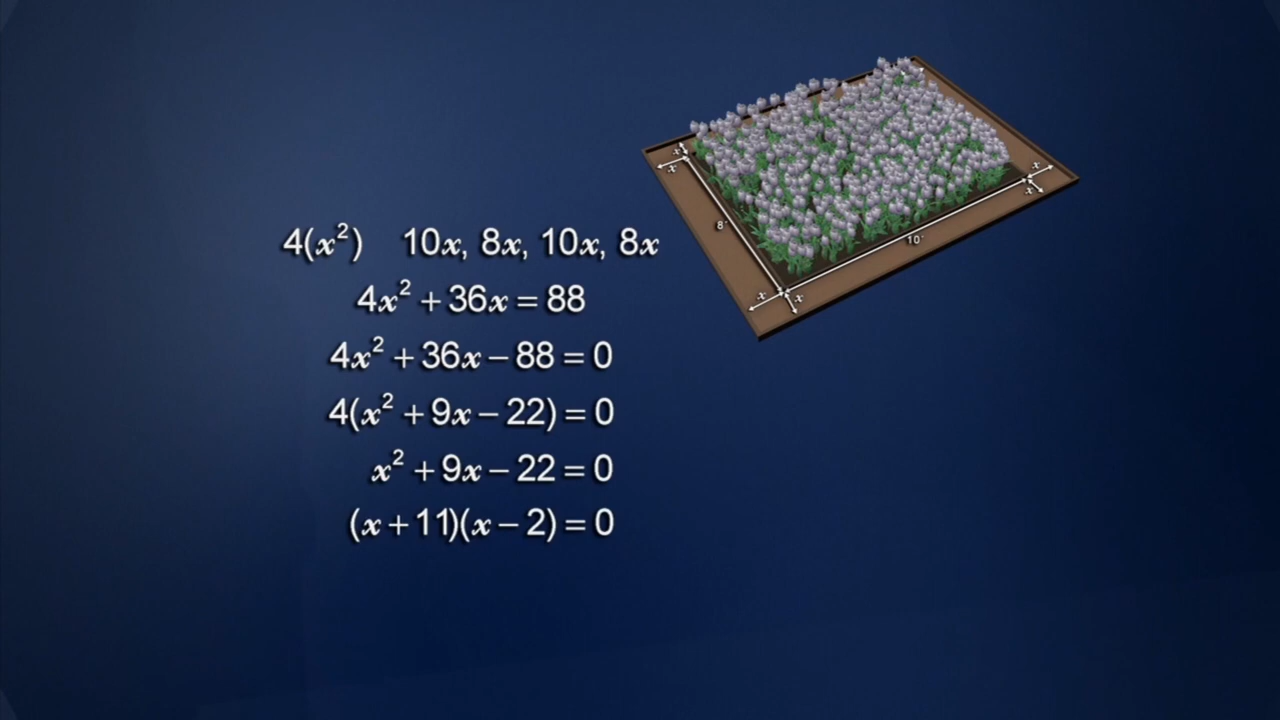 4(x²) 10x, 8x, 10x, 8x
4x² + 36x = 88
4x² + 36x − 88 = 0
4(x² + 9x − 22) = 0
x² + 9x − 22 = 0
(x + 11)(x − 2) = 0
x
x
8'
10'
x
x
x
x